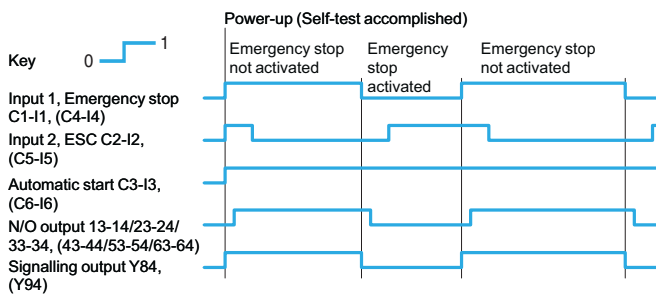 Power-up (Self-test accomplished)
Key 0 1
Emergency stop
not activated
Emergency
stop
activated
Emergency stop
not activated
Input 1, Emergency stop
C1-I1, (C4-I4)
Input 2, ESC C2-I2,
(C5-I5)
Automatic start C3-I3,
(C6-I6)
N/O output 13-14/23-24/
33-34, (43-44/53-54/63-64)
Signalling output Y84,
(Y94)